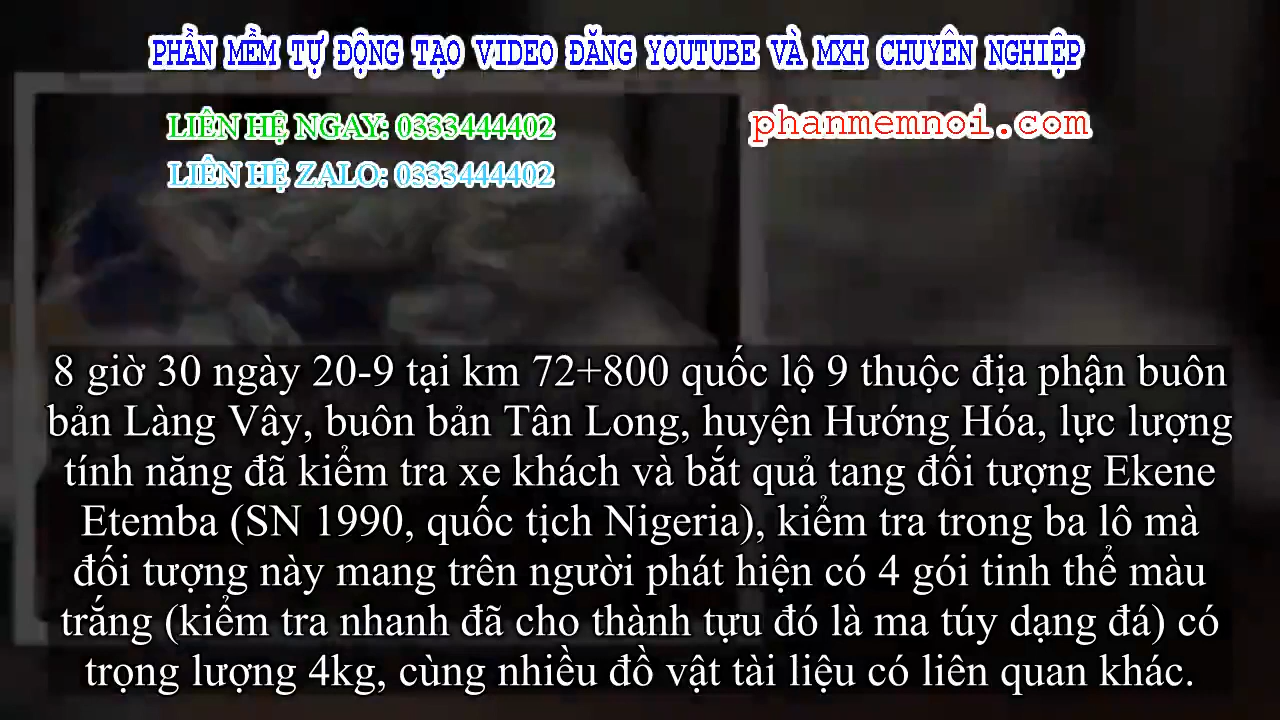 PHẦN MỀM TỰ ĐỘNG TẠO VIDEO ĐĂNG YOUTUBE VÀ MXH CHUYÊN NGHIỆP
LIÊN HỆ NGAY: 0333444402
phanmemnoi.com
LIÊN HỆ ZALO: 0333444402
8 giờ 30 ngày 20-9 tại km 72+800 quốc lộ 9 thuộc địa phận buôn
bản Làng Vây, buôn bản Tân Long, huyện Hướng Hóa, lực lượng
tính năng đã kiểm tra xe khách và bắt quả tang đối tượng Ekene
Etemba (SN 1990, quốc tịch Nigeria), kiểm tra trong ba lô mà
đối tượng này mang trên người phát hiện có 4 gói tinh thể màu
trắng (kiểm tra nhanh đã cho thành tựu đó là ma túy dạng đá) có
trọng lượng 4kg, cùng nhiều đồ vật tài liệu có liên quan khác.